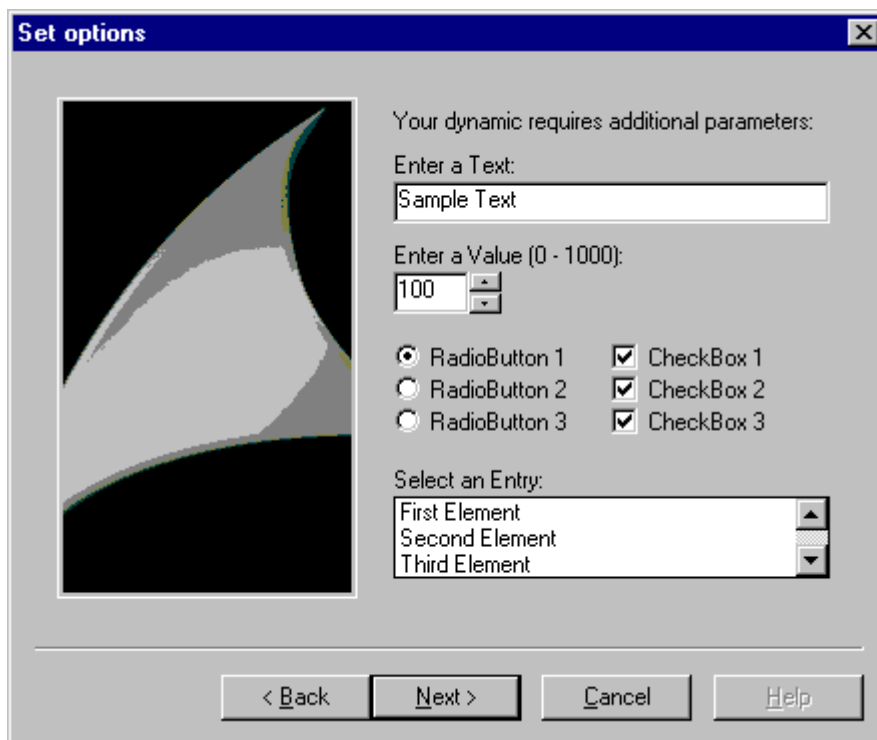 Set options
Your dynamic requires additional parameters:
Enter a Text:
Sample Text
Enter a Value (0 - 1000):
100
RadioButton 1 CheckBox 1
RadioButton 2 CheckBox 2
RadioButton 3 CheckBox 3
Select an Entry:
First Element
Second Element
Third Element
< Back Next > Cancel Help